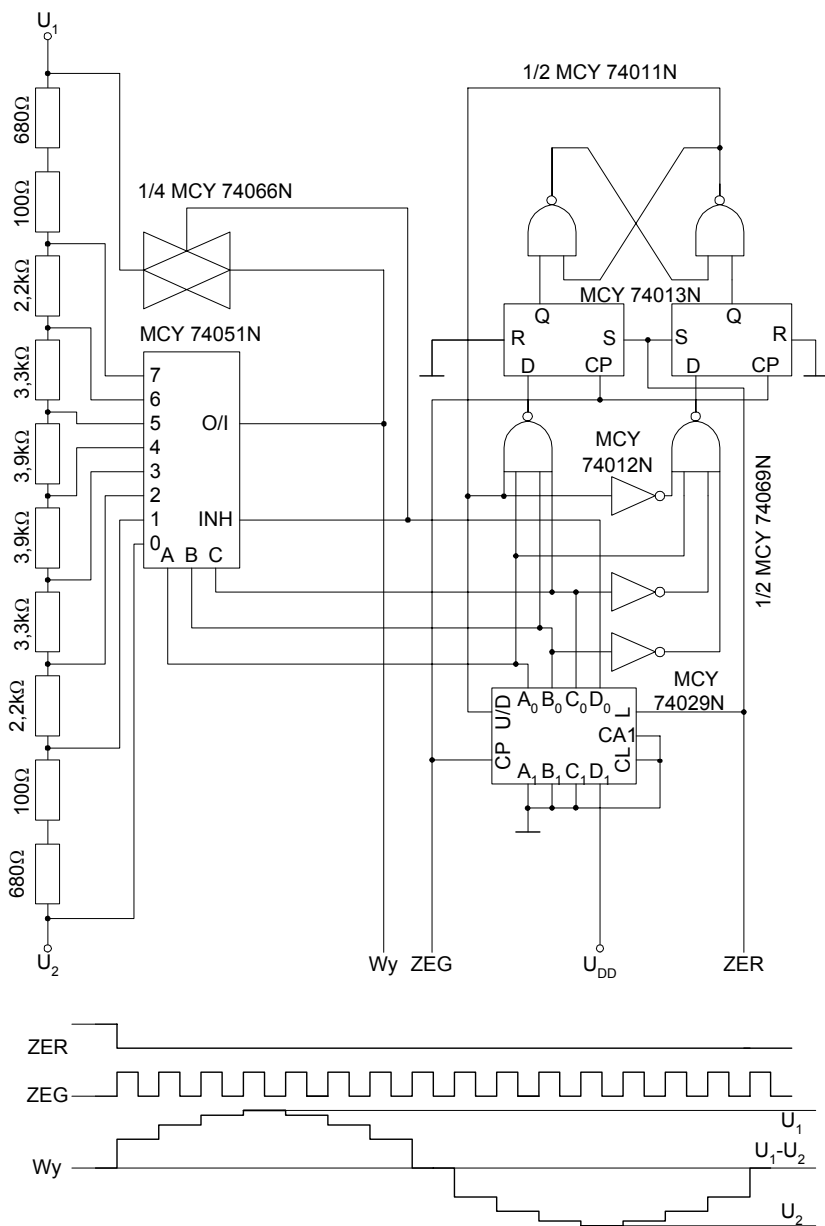 U1
680Ω
100Ω
2,2kΩ
3,3kΩ
3,9kΩ
3,9kΩ
3,3kΩ
2,2kΩ
100Ω
680Ω
U2
1/4 MCY 74066N
MCY 74051N
7
6
5
4
3
2
1
0
O/I
INH
A B C
1/2 MCY 74011N
MCY 74013N
Q
R S
D CP
Q
S R
D CP
MCY
74012N
1/2 MCY 74069N
MCY
74029N
U/D A0 B0 C0 D0 L
CA1
CP A1 B1 C1 D1 CL
Wy ZEG UDD ZER
ZER
ZEG
U1
Wy U1-U2
U2